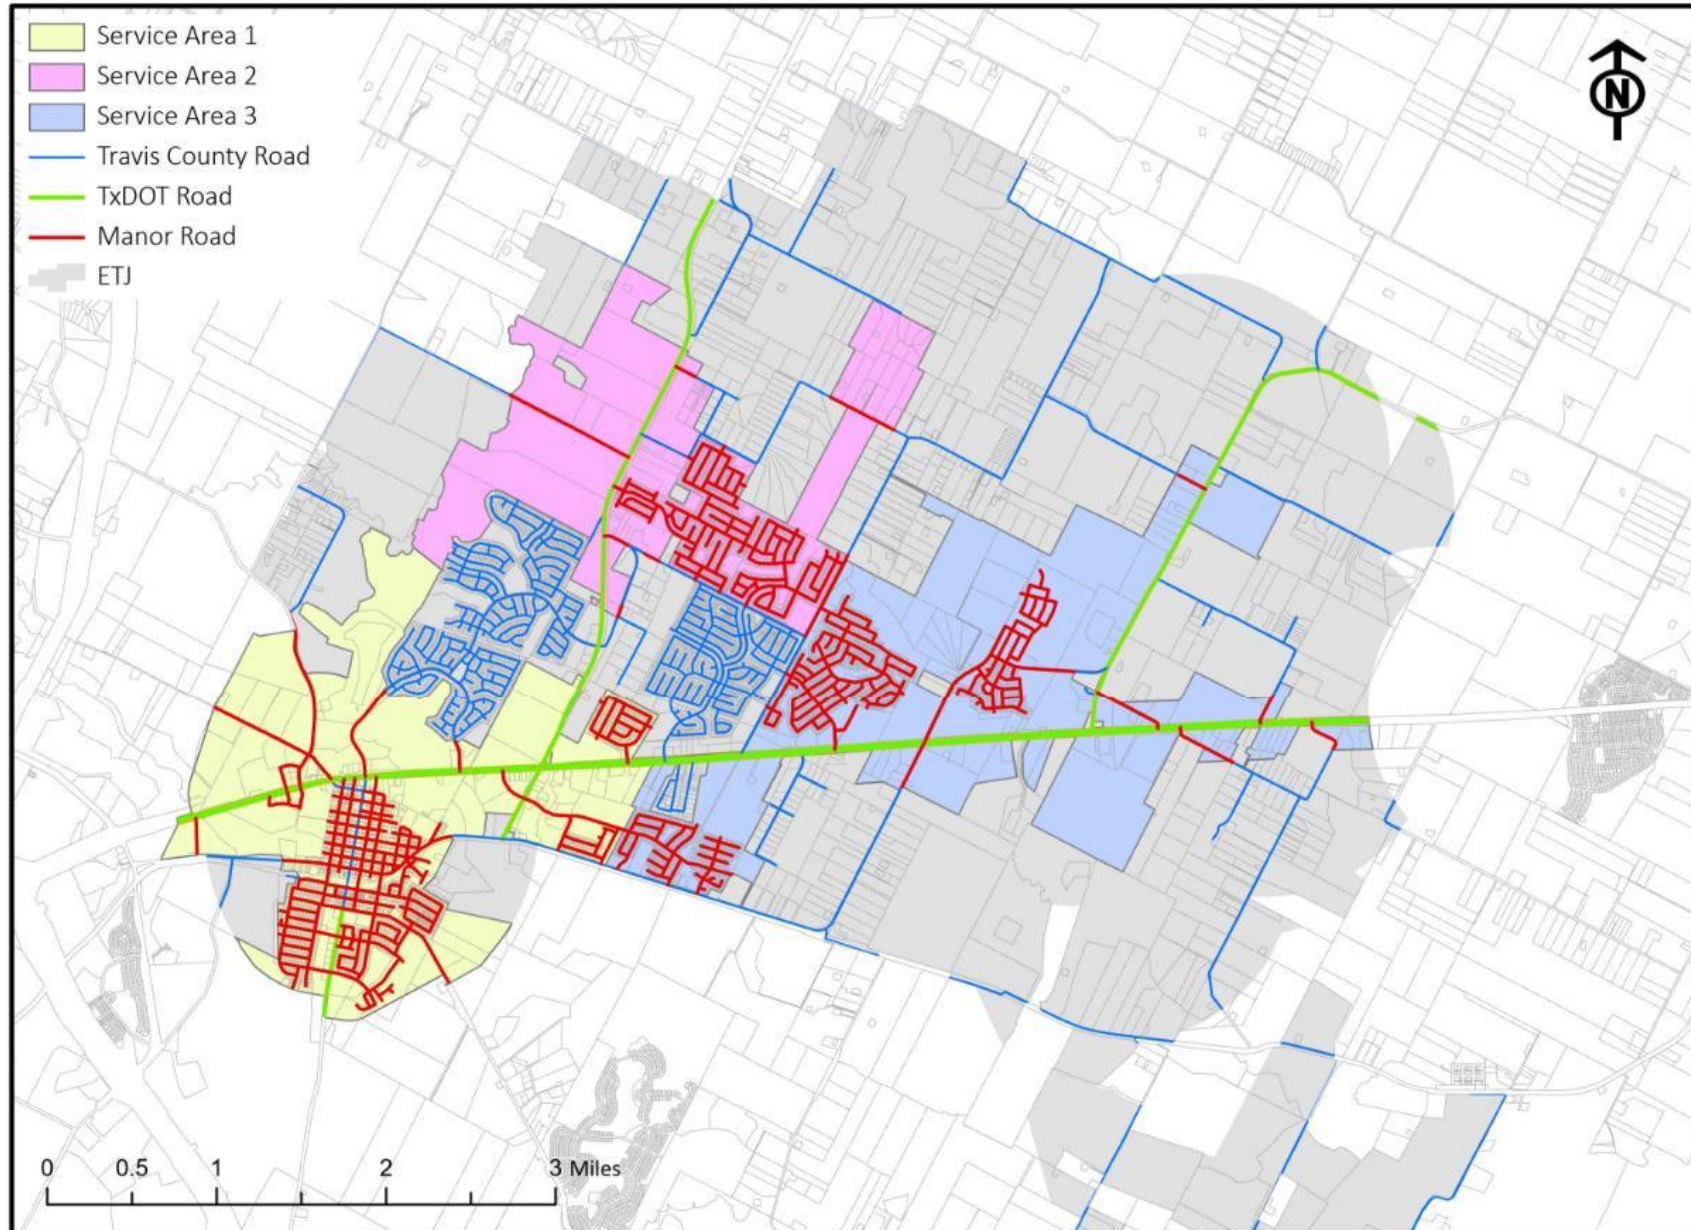 Service Area 1
Service Area 2
Service Area 3
Travis County Road
TxDOT Road
Manor Road
ETJ
N
0 0.5 1 2 3 Miles